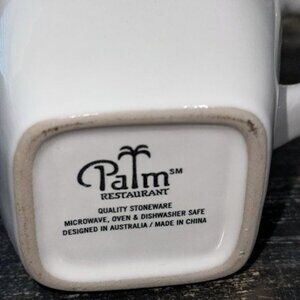 Palm SM
RESTAURANT
QUALITY STONEWARE
MICROWAVE, OVEN & DISHWASHER SAFE
DESIGNED IN AUSTRALIA / MADE IN CHINA